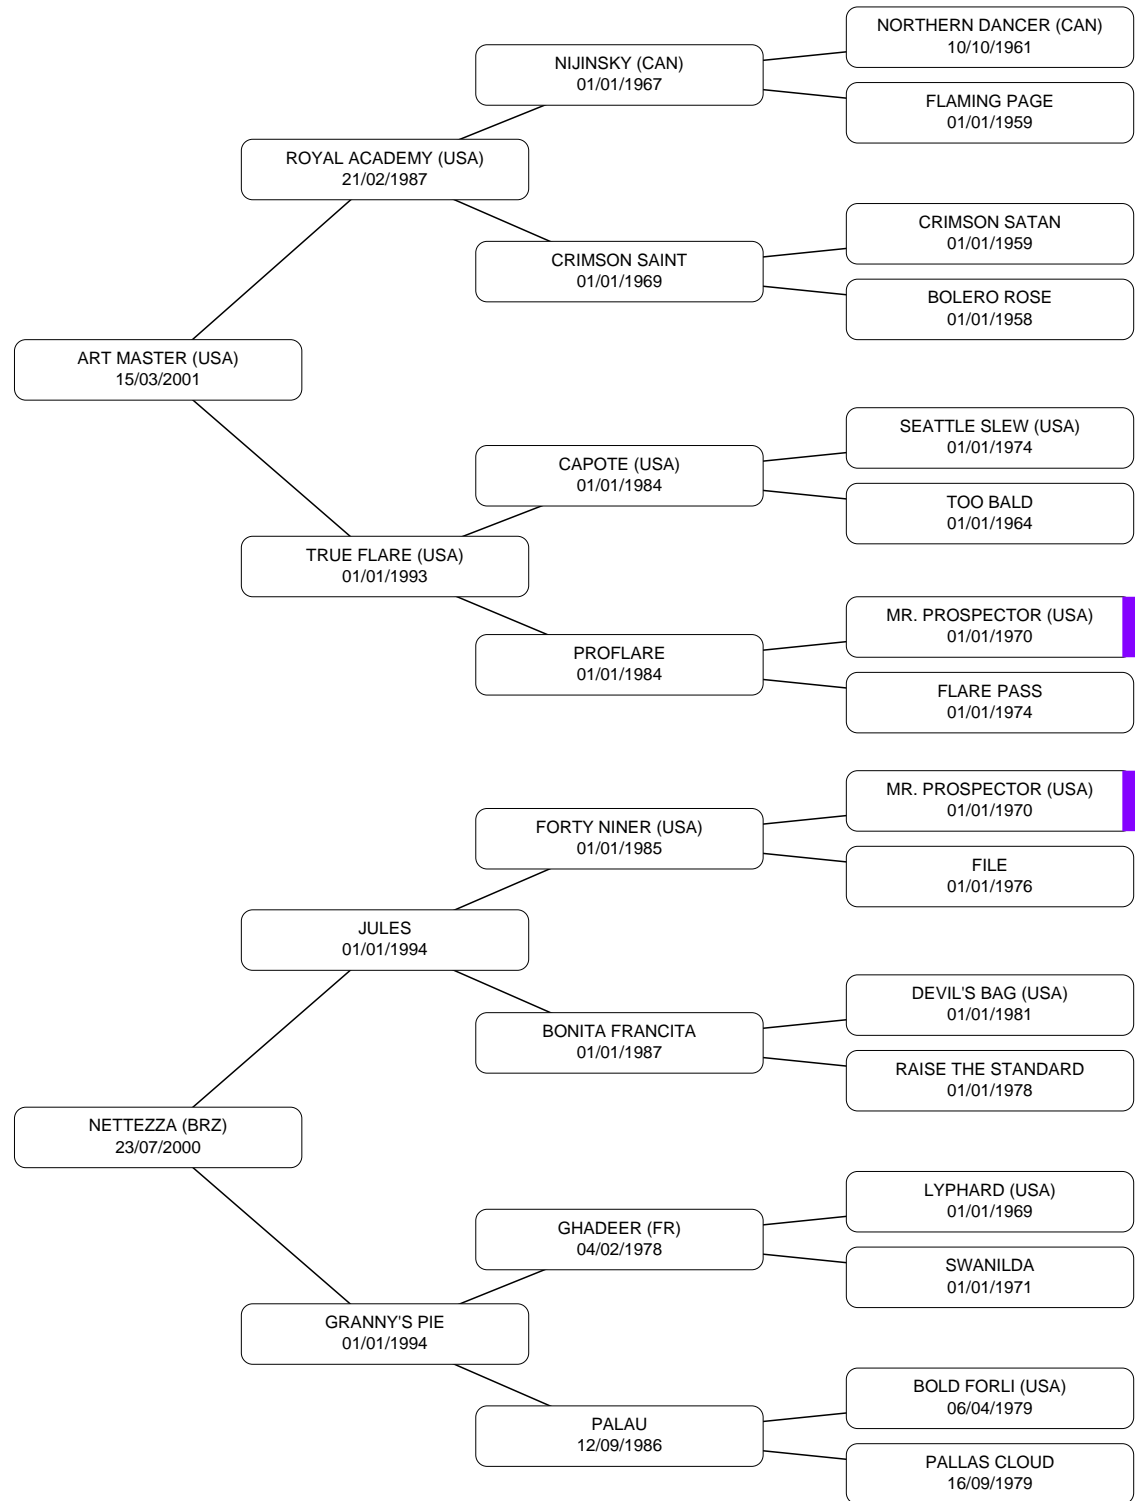 NORTHERN DANCER (CAN)
10/10/1961
NIJINSKY (CAN)
01/01/1967
FLAMING PAGE
01/01/1959
ROYAL ACADEMY (USA)
21/02/1987
CRIMSON SATAN
01/01/1959
CRIMSON SAINT
01/01/1969
BOLERO ROSE
01/01/1958
ART MASTER (USA)
15/03/2001
SEATTLE SLEW (USA)
01/01/1974
CAPOTE (USA)
01/01/1984
TOO BALD
01/01/1964
TRUE FLARE (USA)
01/01/1993
MR. PROSPECTOR (USA)
01/01/1970
PROFLARE
01/01/1984
FLARE PASS
01/01/1974
MR. PROSPECTOR (USA)
01/01/1970
FORTY NINER (USA)
01/01/1985
FILE
01/01/1976
JULES
01/01/1994
DEVIL'S BAG (USA)
01/01/1981
BONITA FRANCITA
01/01/1987
RAISE THE STANDARD
01/01/1978
NETTEZZA (BRZ)
23/07/2000
LYPHARD (USA)
01/01/1969
GHADEER (FR)
04/02/1978
SWANILDA
01/01/1971
GRANNY'S PIE
01/01/1994
BOLD FORLI (USA)
06/04/1979
PALAU
12/09/1986
PALLAS CLOUD
16/09/1979